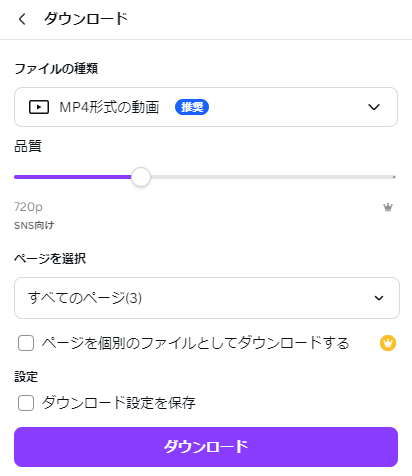 ダウンロード
ファイルの種類
MP4形式の動画 推奨
品質
720p
SNS向け
ページを選択
すべてのページ(3)
ページを個別のファイルとしてダウンロードする
設定
ダウンロード設定を保存
ダウンロード